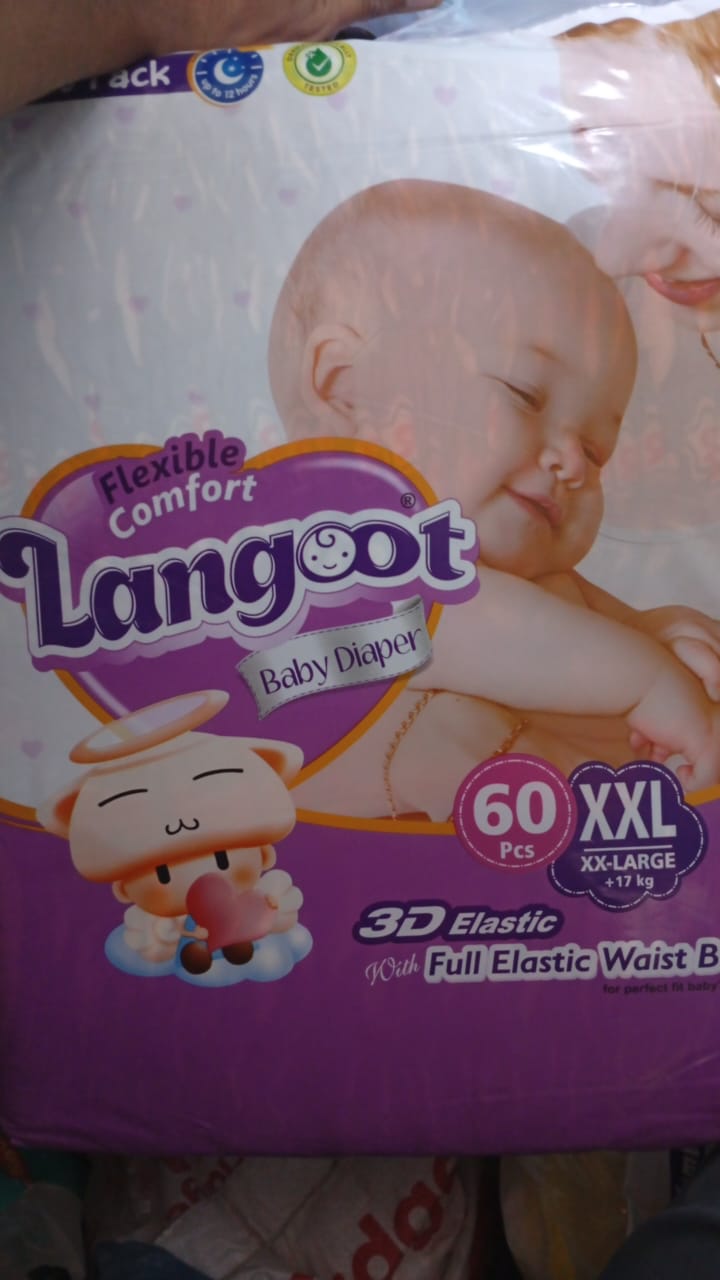 Pack
up to 12 hours
TESTED
Flexible
Comfort
Langoot®
Baby Diaper
60
Pcs
XXL
XX-LARGE
+17 kg
3D Elastic
With Full Elastic Waist B
for perfect fit baby